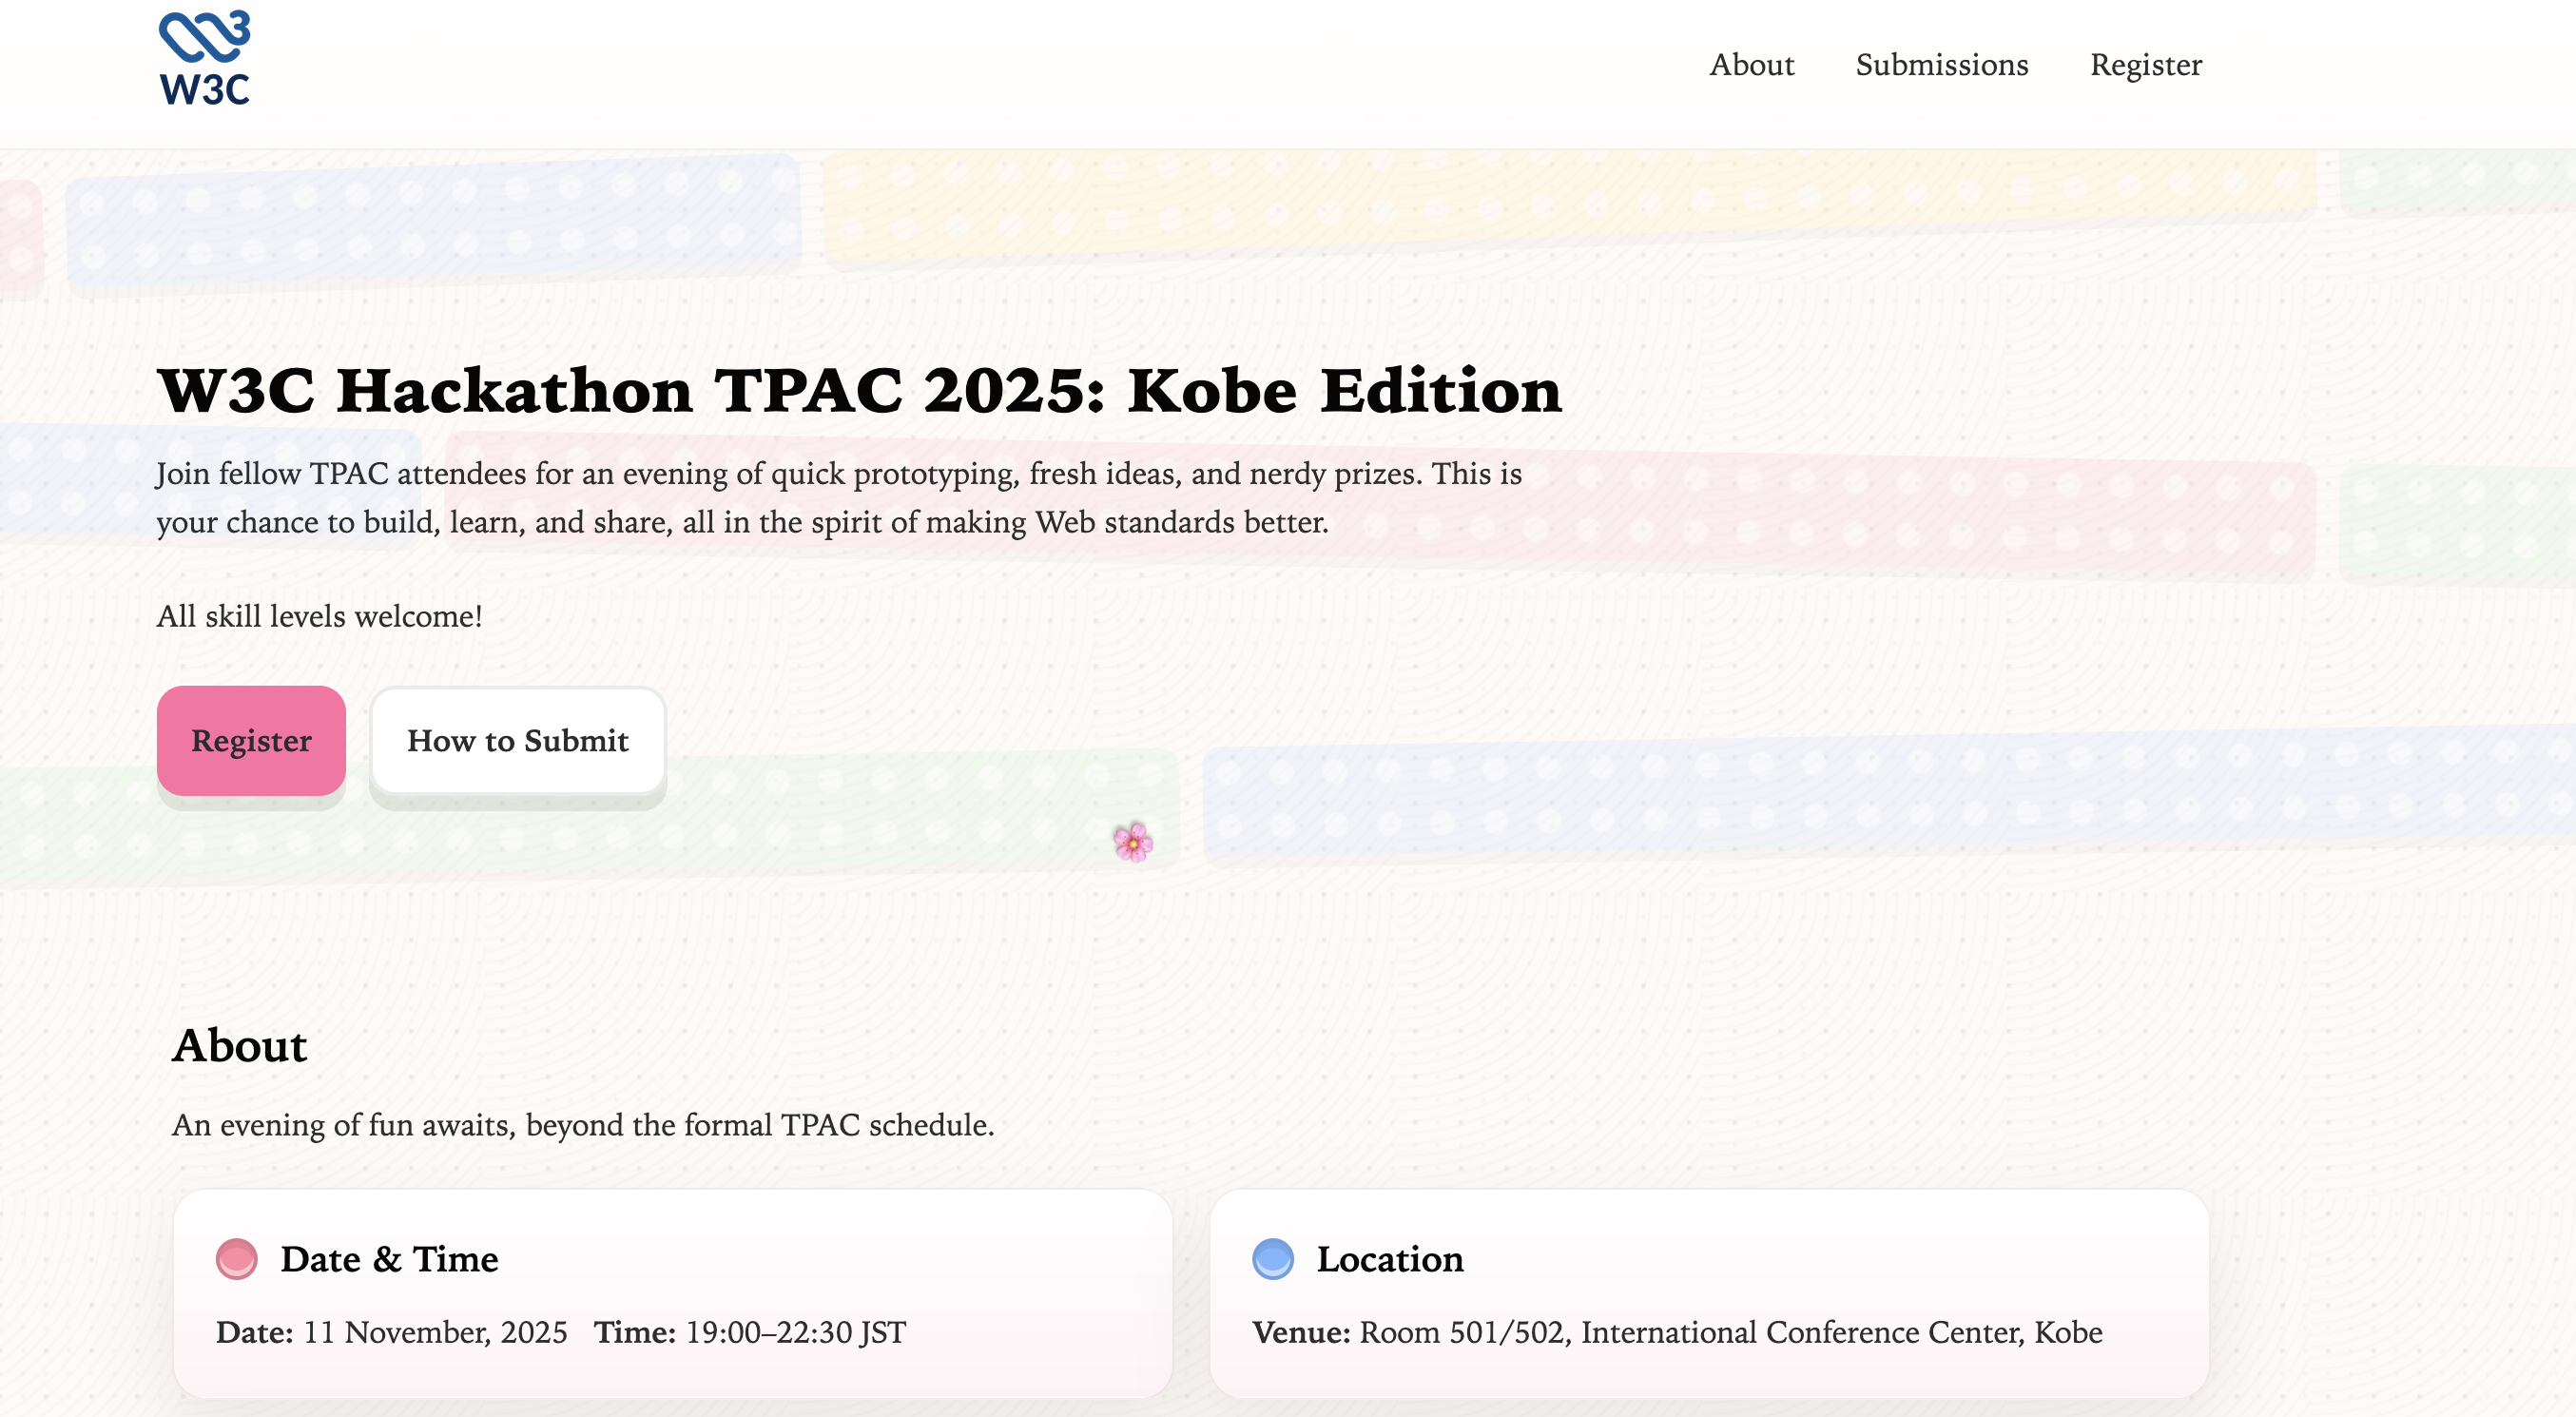 W3C
About Submissions Register
W3C Hackathon TPAC 2025: Kobe Edition
Join fellow TPAC attendees for an evening of quick prototyping, fresh ideas, and nerdy prizes. This is
your chance to build, learn, and share, all in the spirit of making Web standards better.
All skill levels welcome!
Register How to Submit
About
An evening of fun awaits, beyond the formal TPAC schedule.
Date & Time
Date: 11 November, 2025 Time: 19:00–22:30 JST
Location
Venue: Room 501/502, International Conference Center, Kobe